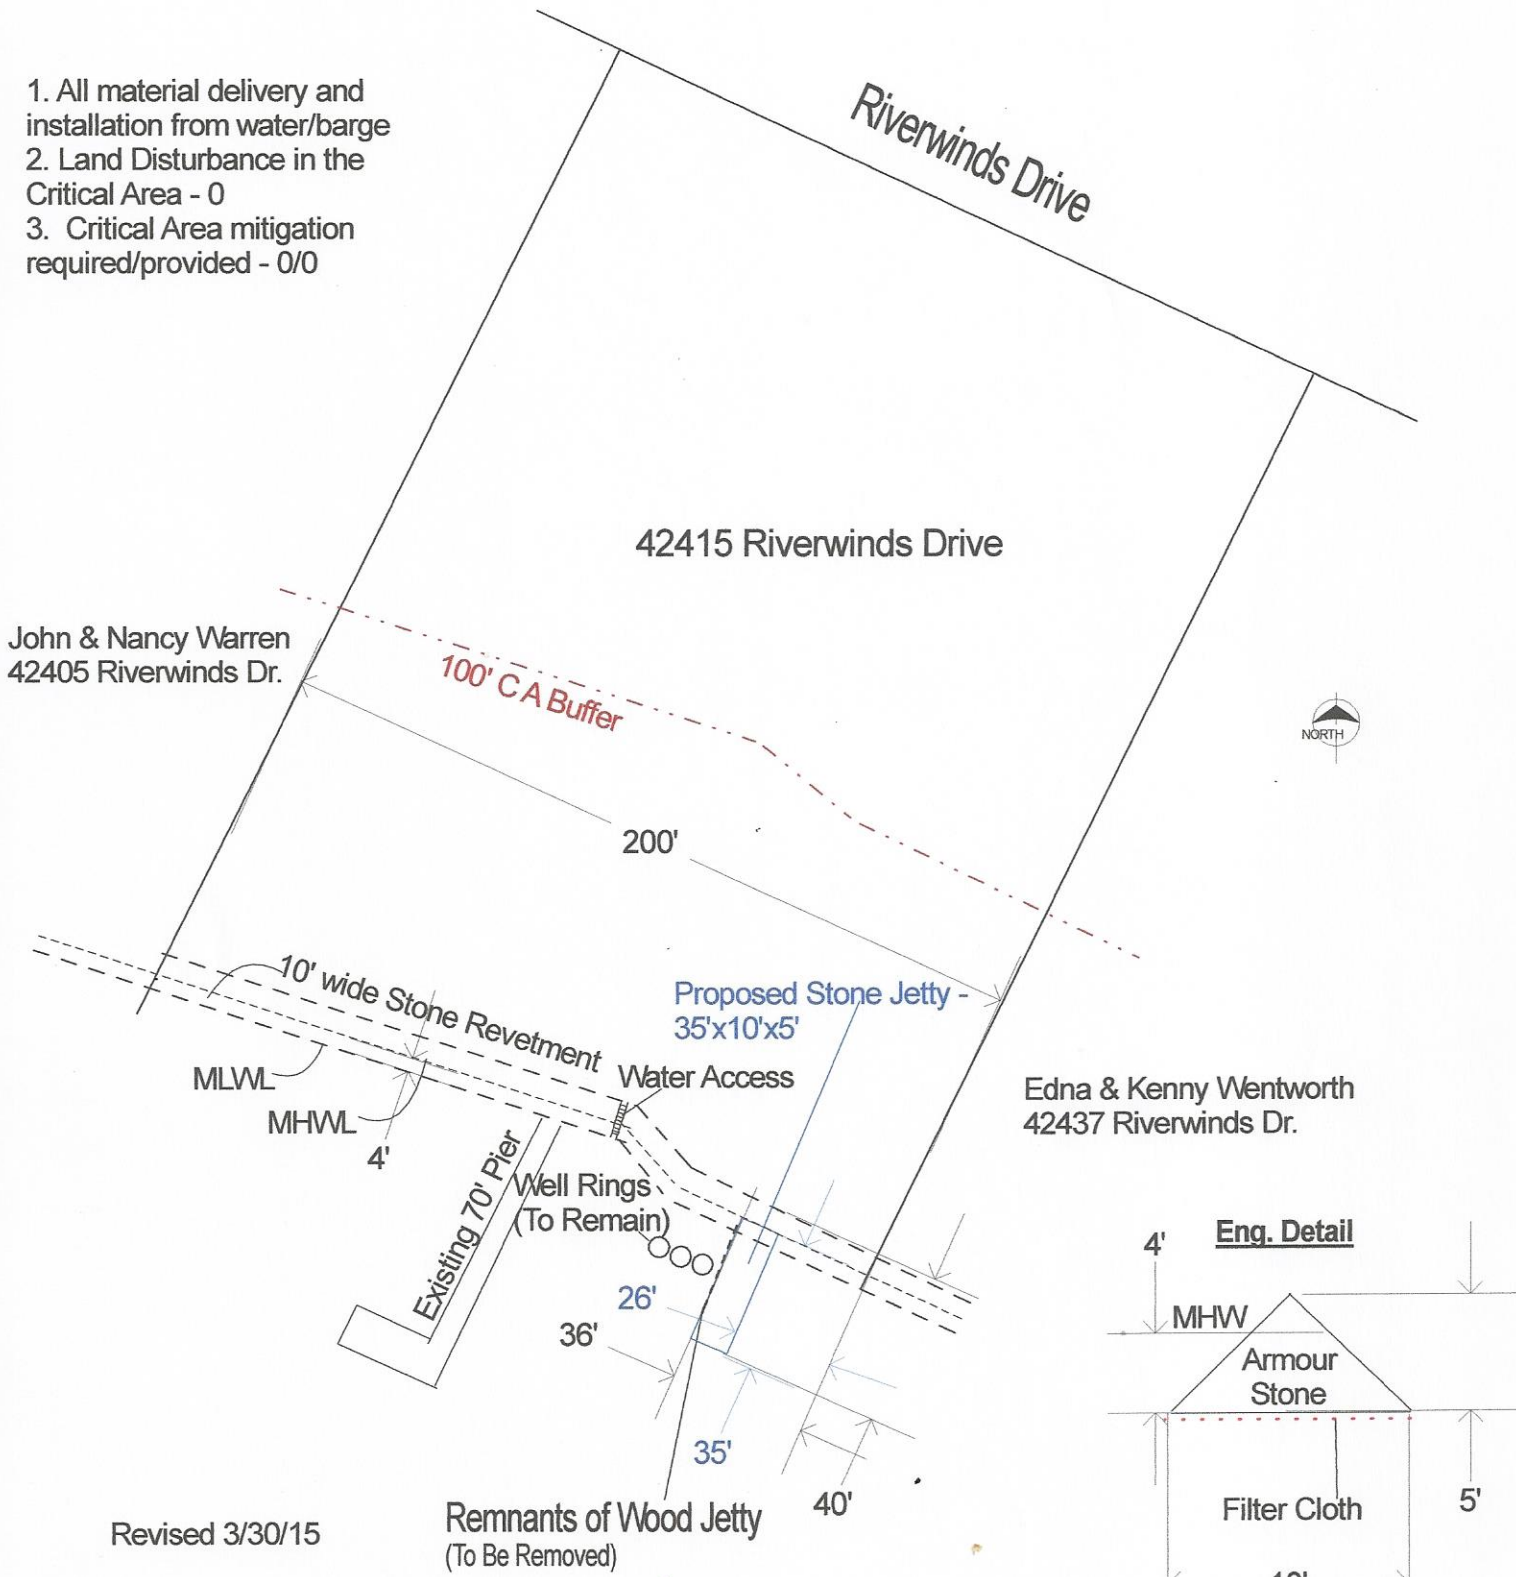 1. All material delivery and
installation from water/barge
2. Land Disturbance in the
Critical Area - 0
3. Critical Area mitigation
required/provided - 0/0
Riverwinds Drive
42415 Riverwinds Drive
John & Nancy Warren
42405 Riverwinds Dr.
100' C A Buffer
NORTH
200'
10' wide Stone Revetment
Proposed Stone Jetty -
35'x10'x5'
MLWL
MHWL
4'
Water Access
Edna & Kenny Wentworth
42437 Riverwinds Dr.
Existing 70' Pier
Well Rings
(To Remain)
26'
36'
35'
40'
Eng. Detail
4'
MHW
Armour
Stone
Filter Cloth
5'
10'
Remnants of Wood Jetty
(To Be Removed)
Revised 3/30/15